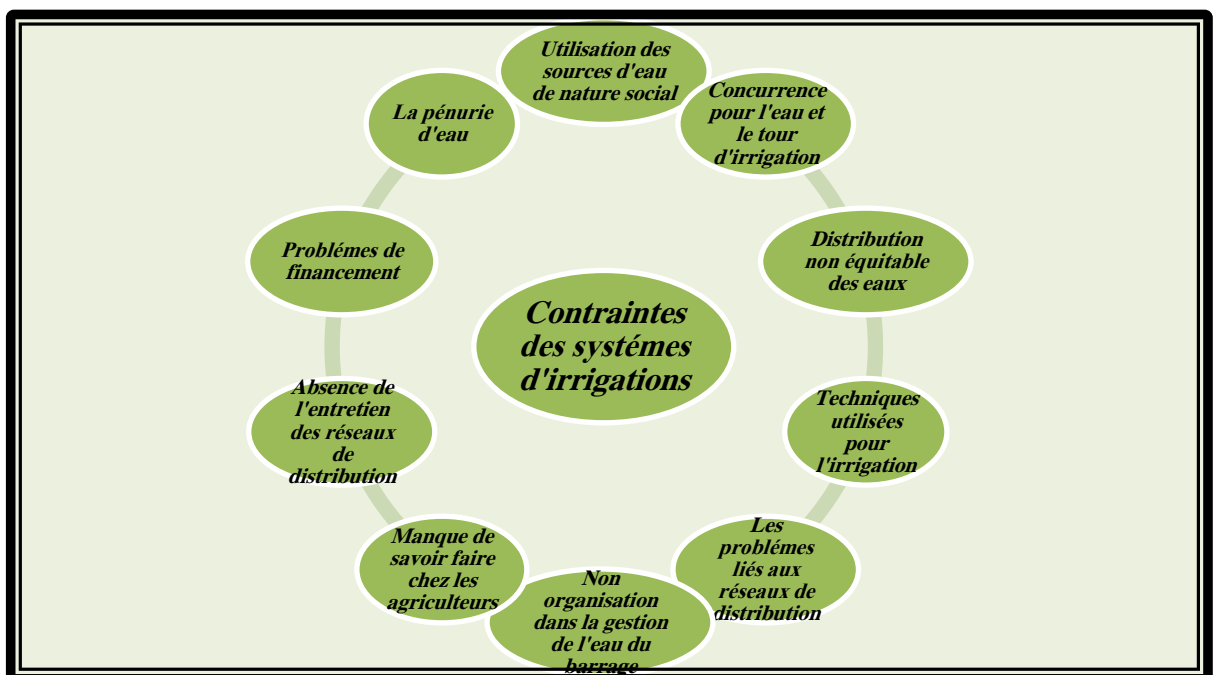 Utilisation des
sources d'eau
de nature social
Concurrence
pour l'eau et
le tour
d'irrigation
Distribution
non équitable
des eaux
Techniques
utilisées
pour
l'irrigation
Les
problémes
liés aux
réseaux de
distribution
Non
organisation
dans la gestion
de l'eau du
barrage
Manque de
savoir faire
chez les
agriculteurs
Absence de
l'entretien
des réseaux
de
distribution
Problémes de
financement
La pénurie
d'eau
Contraintes
des systémes
d'irrigations